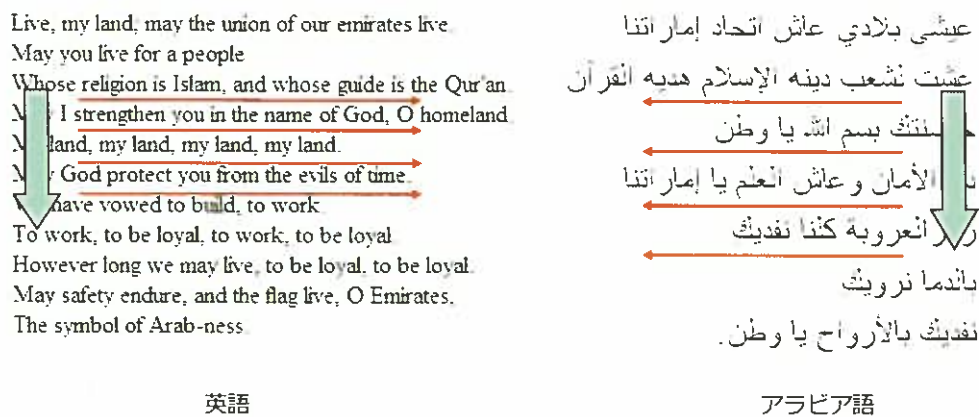 Live, my land, may the union of our emirates live.
May you live for a people
Whose religion is Islam, and whose guide is the Qur'an
I strengthen you in the name of God, O homeland
land, my land, my land, my land.
God protect you from the evils of time.
have vowed to build, to work
To work, to be loyal, to work, to be loyal
However long we may live, to be loyal, to be loyal
May safety endure, and the flag live, O Emirates.
The symbol of Arab-ness
英語
عيشي بلادي عاش اتحاد إماراتنا
عشت لشعب دينه الإسلام هديه القرآن
بسم الله يا وطن
الأمان وعاش العلم يا إماراتنا
العروبة كلنا نفديك
بالدما نرويك
نفديك بالأرواح يا وطن.
アラビア語